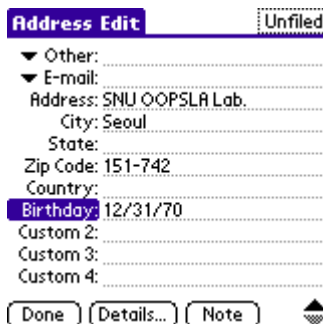 Address Edit Unfiled
Other:
E-mail:
Address: SNU OOPSLA Lab.
City: Seoul
State:
Zip Code: 151-742
Country:
Birthday: 12/31/70
Custom 2:
Custom 3:
Custom 4:
Done Details... Note